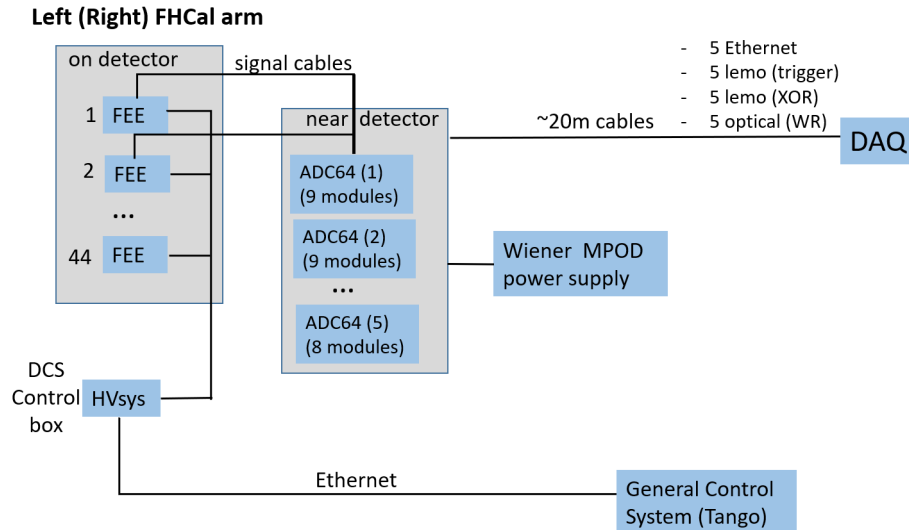 Left (Right) FHCal arm
on detector
signal cables
1 FEE
2 FEE
...
44 FEE
near detector
ADC64 (1)
(9 modules)
ADC64 (2)
(9 modules)
...
ADC64 (5)
(8 modules)
- 5 Ethernet
- 5 lemo (trigger)
- 5 lemo (XOR)
- 5 optical (WR)
~20m cables
DAQ
Wiener MPOD
power supply
DCS
Control
box
HVsys
Ethernet
General Control
System (Tango)